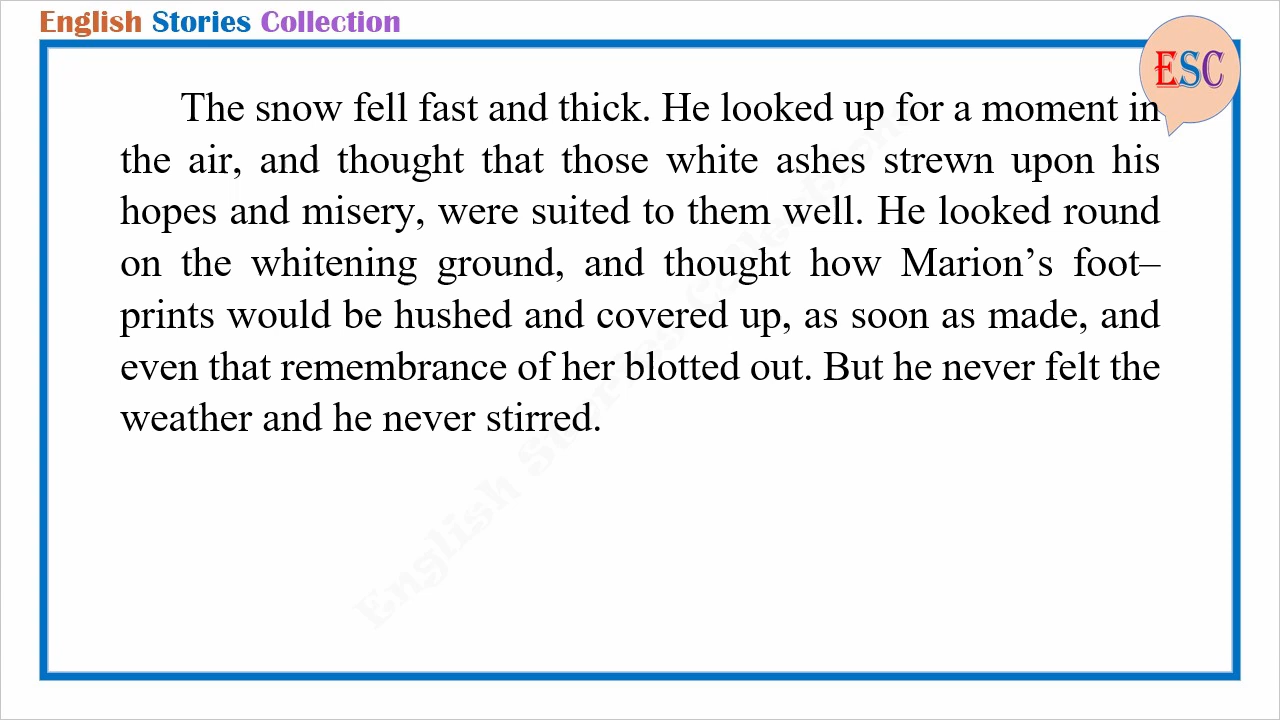 English Stories Collection
ESC
The snow fell fast and thick. He looked up for a moment in
the air, and thought that those white ashes strewn upon his
hopes and misery, were suited to them well. He looked round
on the whitening ground, and thought how Marion’s foot–
prints would be hushed and covered up, as soon as made, and
even that remembrance of her blotted out. But he never felt the
weather and he never stirred.
English Stories Collection